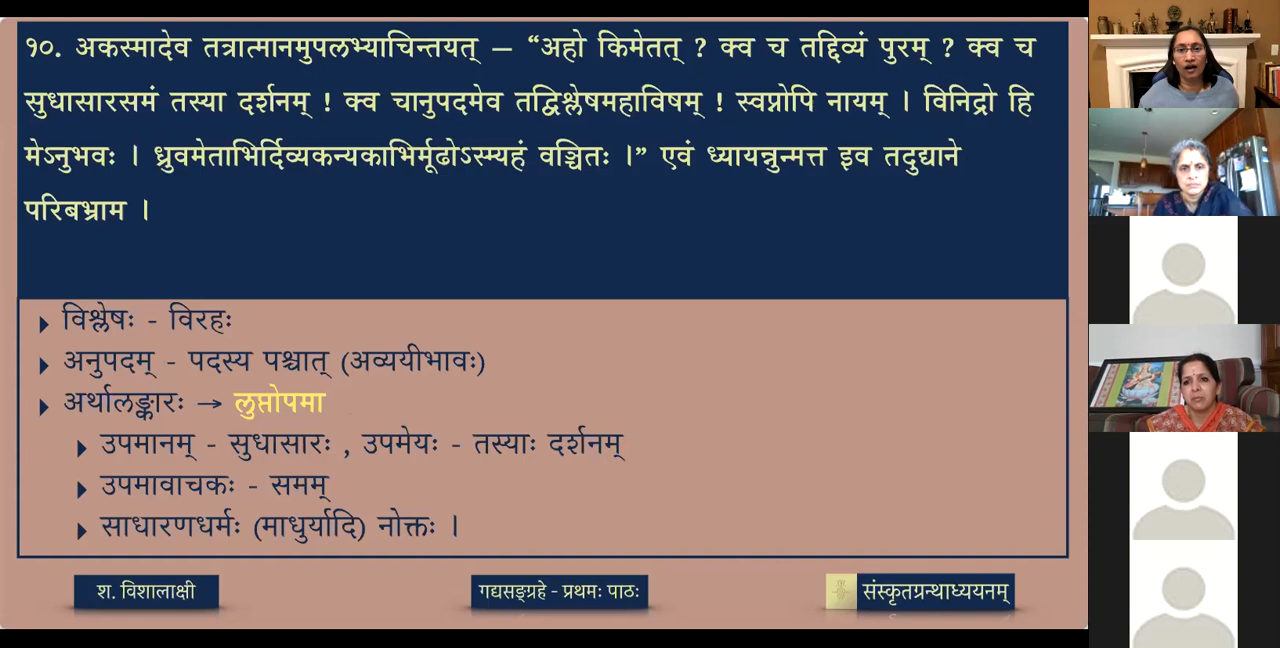 १०. अकस्मादेव तत्रात्मानमुपलभ्याचिन्तयत् – “अहो किमेतत् ? क्व च तद्दिव्यं पुरम् ? क्व च
सुधासारसमं तस्या दर्शनम् ! क्व चानुपदमेव तद्विश्लेषमहाविषम् ! स्वप्नोपि नायम् । विनिद्रो हि
मेऽनुभवः । ध्रुवमेताभिर्दिव्यकन्यकाभिर्मूढोऽस्म्यहं वञ्चितः ।” एवं ध्यायन्नुन्मत्त इव तदुद्याने
परिबभ्राम ।
विश्लेषः - विरहः
अनुपदम् - पदस्य पश्चात् (अव्ययीभावः)
अर्थालङ्कारः → लुप्तोपमा
उपमानम् - सुधासारः , उपमेयः - तस्याः दर्शनम्
उपमावाचकः - समम्
साधारणधर्मः (माधुर्यादि) नोक्तः ।
श. विशालाक्षी
गद्यसङ्ग्रहे - प्रथमः पाठः
संस्कृतग्रन्थाध्ययनम्